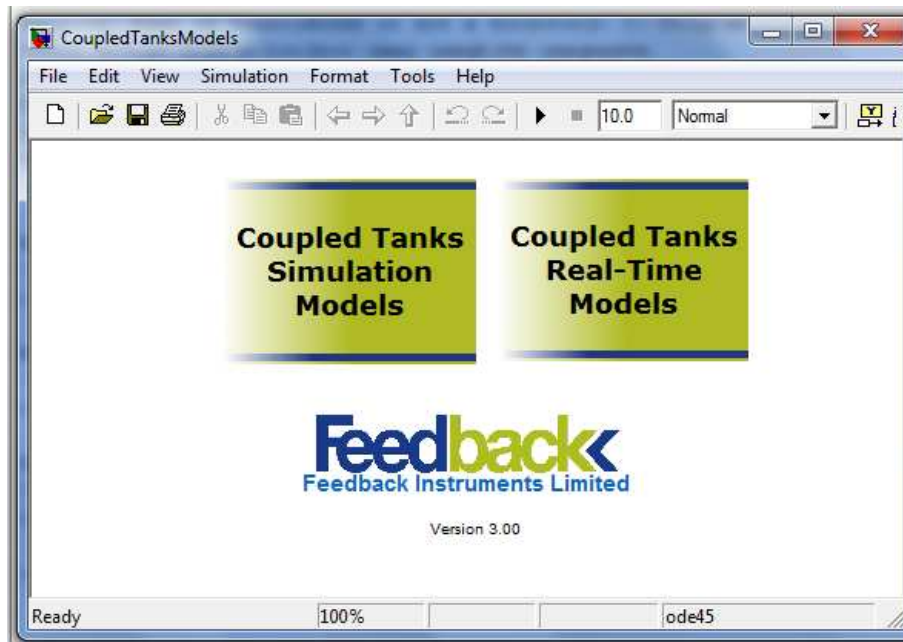 CoupledTanksModels
File Edit View Simulation Format Tools Help
10.0 Normal
Coupled Tanks
Simulation
Models
Coupled Tanks
Real-Time
Models
Feedback
Feedback Instruments Limited
Version 3.00
Ready 100% ode45